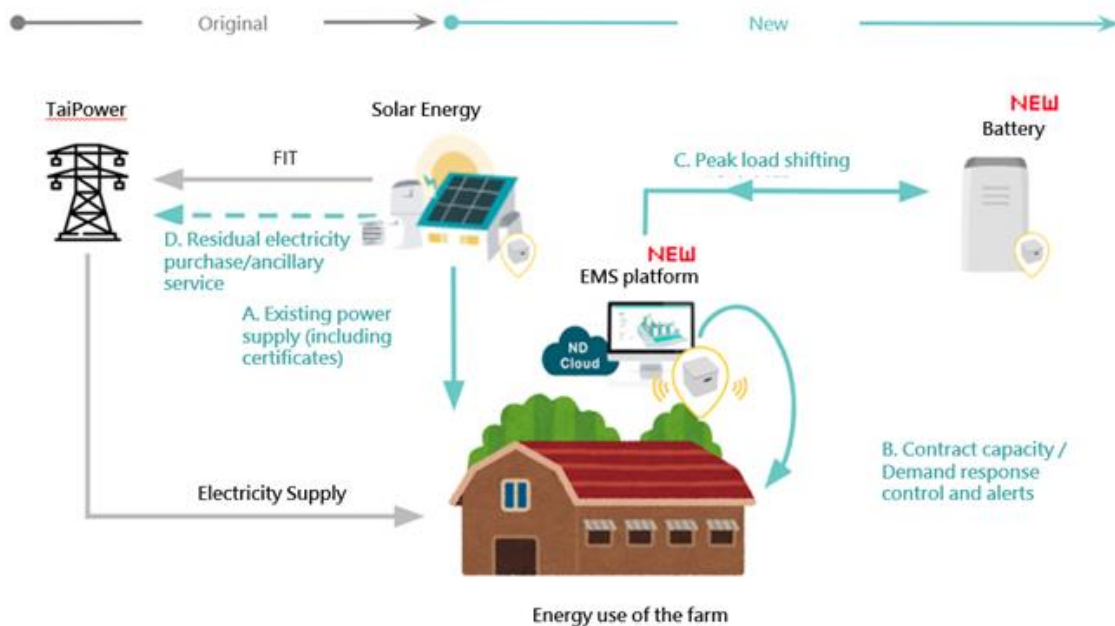 Original
New
TaiPower
Solar Energy
NEW
Battery
FIT
C. Peak load shifting
D. Residual electricity
purchase/ancillary
service
NEW
EMS platform
A. Existing power
supply (including
certificates)
ND
Cloud
B. Contract capacity /
Demand response
control and alerts
Electricity Supply
Energy use of the farm